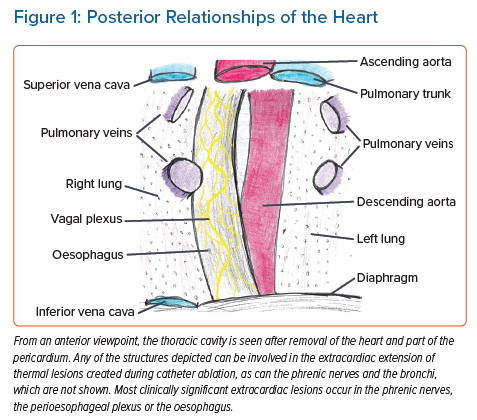 Figure 1: Posterior Relationships of the Heart
Ascending aorta
Superior vena cava
Pulmonary trunk
Pulmonary veins
Pulmonary veins
Right lung
Descending aorta
Vagal plexus
Left lung
Oesophagus
Diaphragm
Inferior vena cava
From an anterior viewpoint, the thoracic cavity is seen after removal of the heart and part of the
pericardium. Any of the structures depicted can be involved in the extracardiac extension of
thermal lesions created during catheter ablation, as can the phrenic nerves and the bronchi,
which are not shown. Most clinically significant extracardiac lesions occur in the phrenic nerves,
the perioesophageal plexus or the oesophagus.